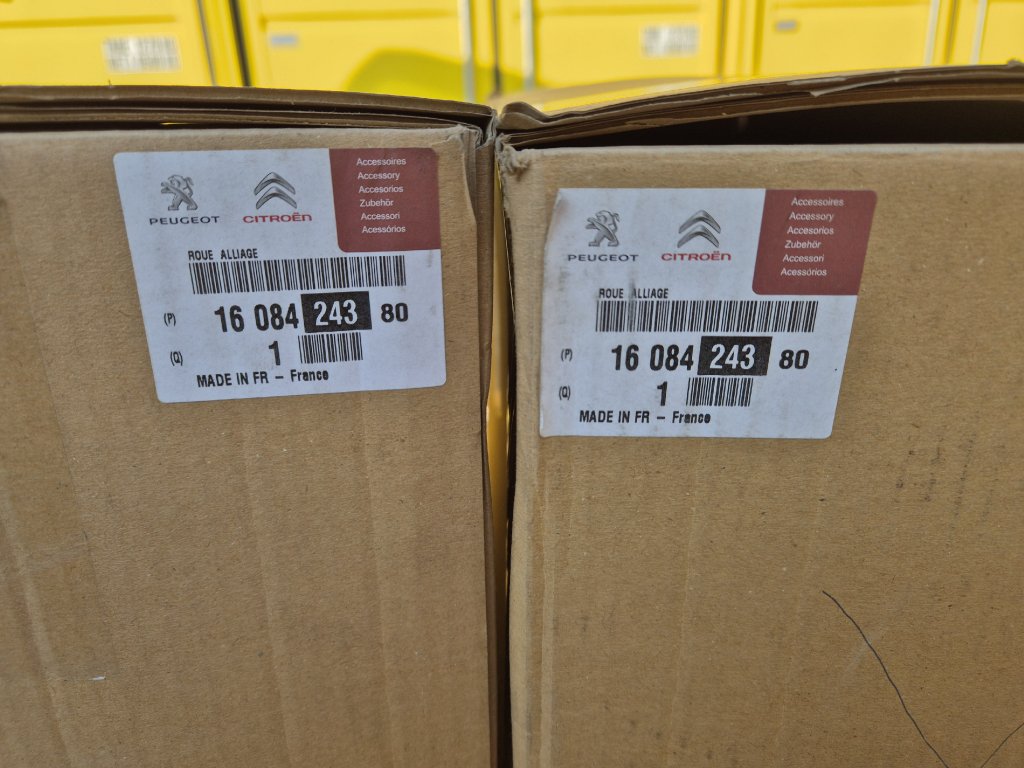 PEUGEOT
CITROËN
Accessoires
Accessory
Accesorios
Zubehör
Accessori
Acessórios
ROUE ALLIAGE
(P) 16 084 243 80
(Q) 1
MADE IN FR - France
PEUGEOT
CITROËN
Accessoires
Accessory
Accesorios
Zubehör
Accessori
Acessórios
ROUE ALLIAGE
(P) 16 084 243 80
(Q) 1
MADE IN FR - France